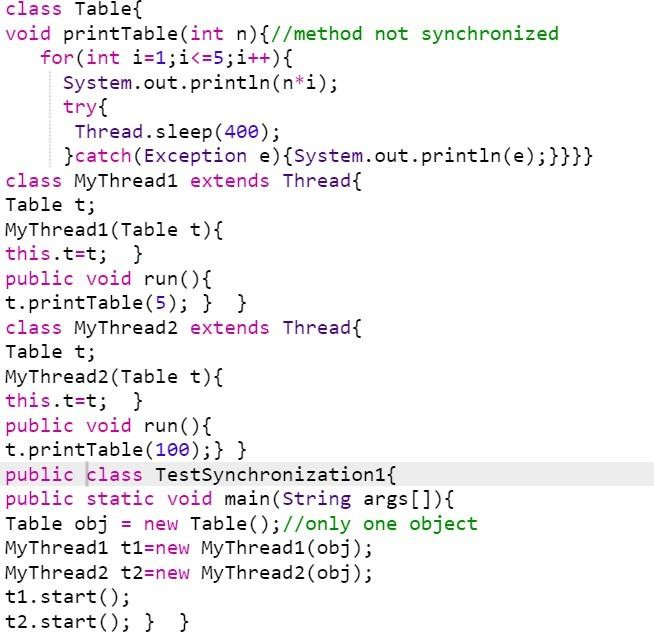 class Table{
void printTable(int n){//method not synchronized
   for(int i=1;i<=5;i++){
     System.out.println(n*i);
     try{
      Thread.sleep(400);
     }catch(Exception e){System.out.println(e);}}}}
class MyThread1 extends Thread{
Table t;
MyThread1(Table t){
this.t=t;  }
public void run(){
t.printTable(5); }  }
class MyThread2 extends Thread{
Table t;
MyThread2(Table t){
this.t=t;  }
public void run(){
t.printTable(100);} }
public class TestSynchronization1{
public static void main(String args[]){
Table obj = new Table();//only one object
MyThread1 t1=new MyThread1(obj);
MyThread2 t2=new MyThread2(obj);
t1.start();
t2.start(); }  }